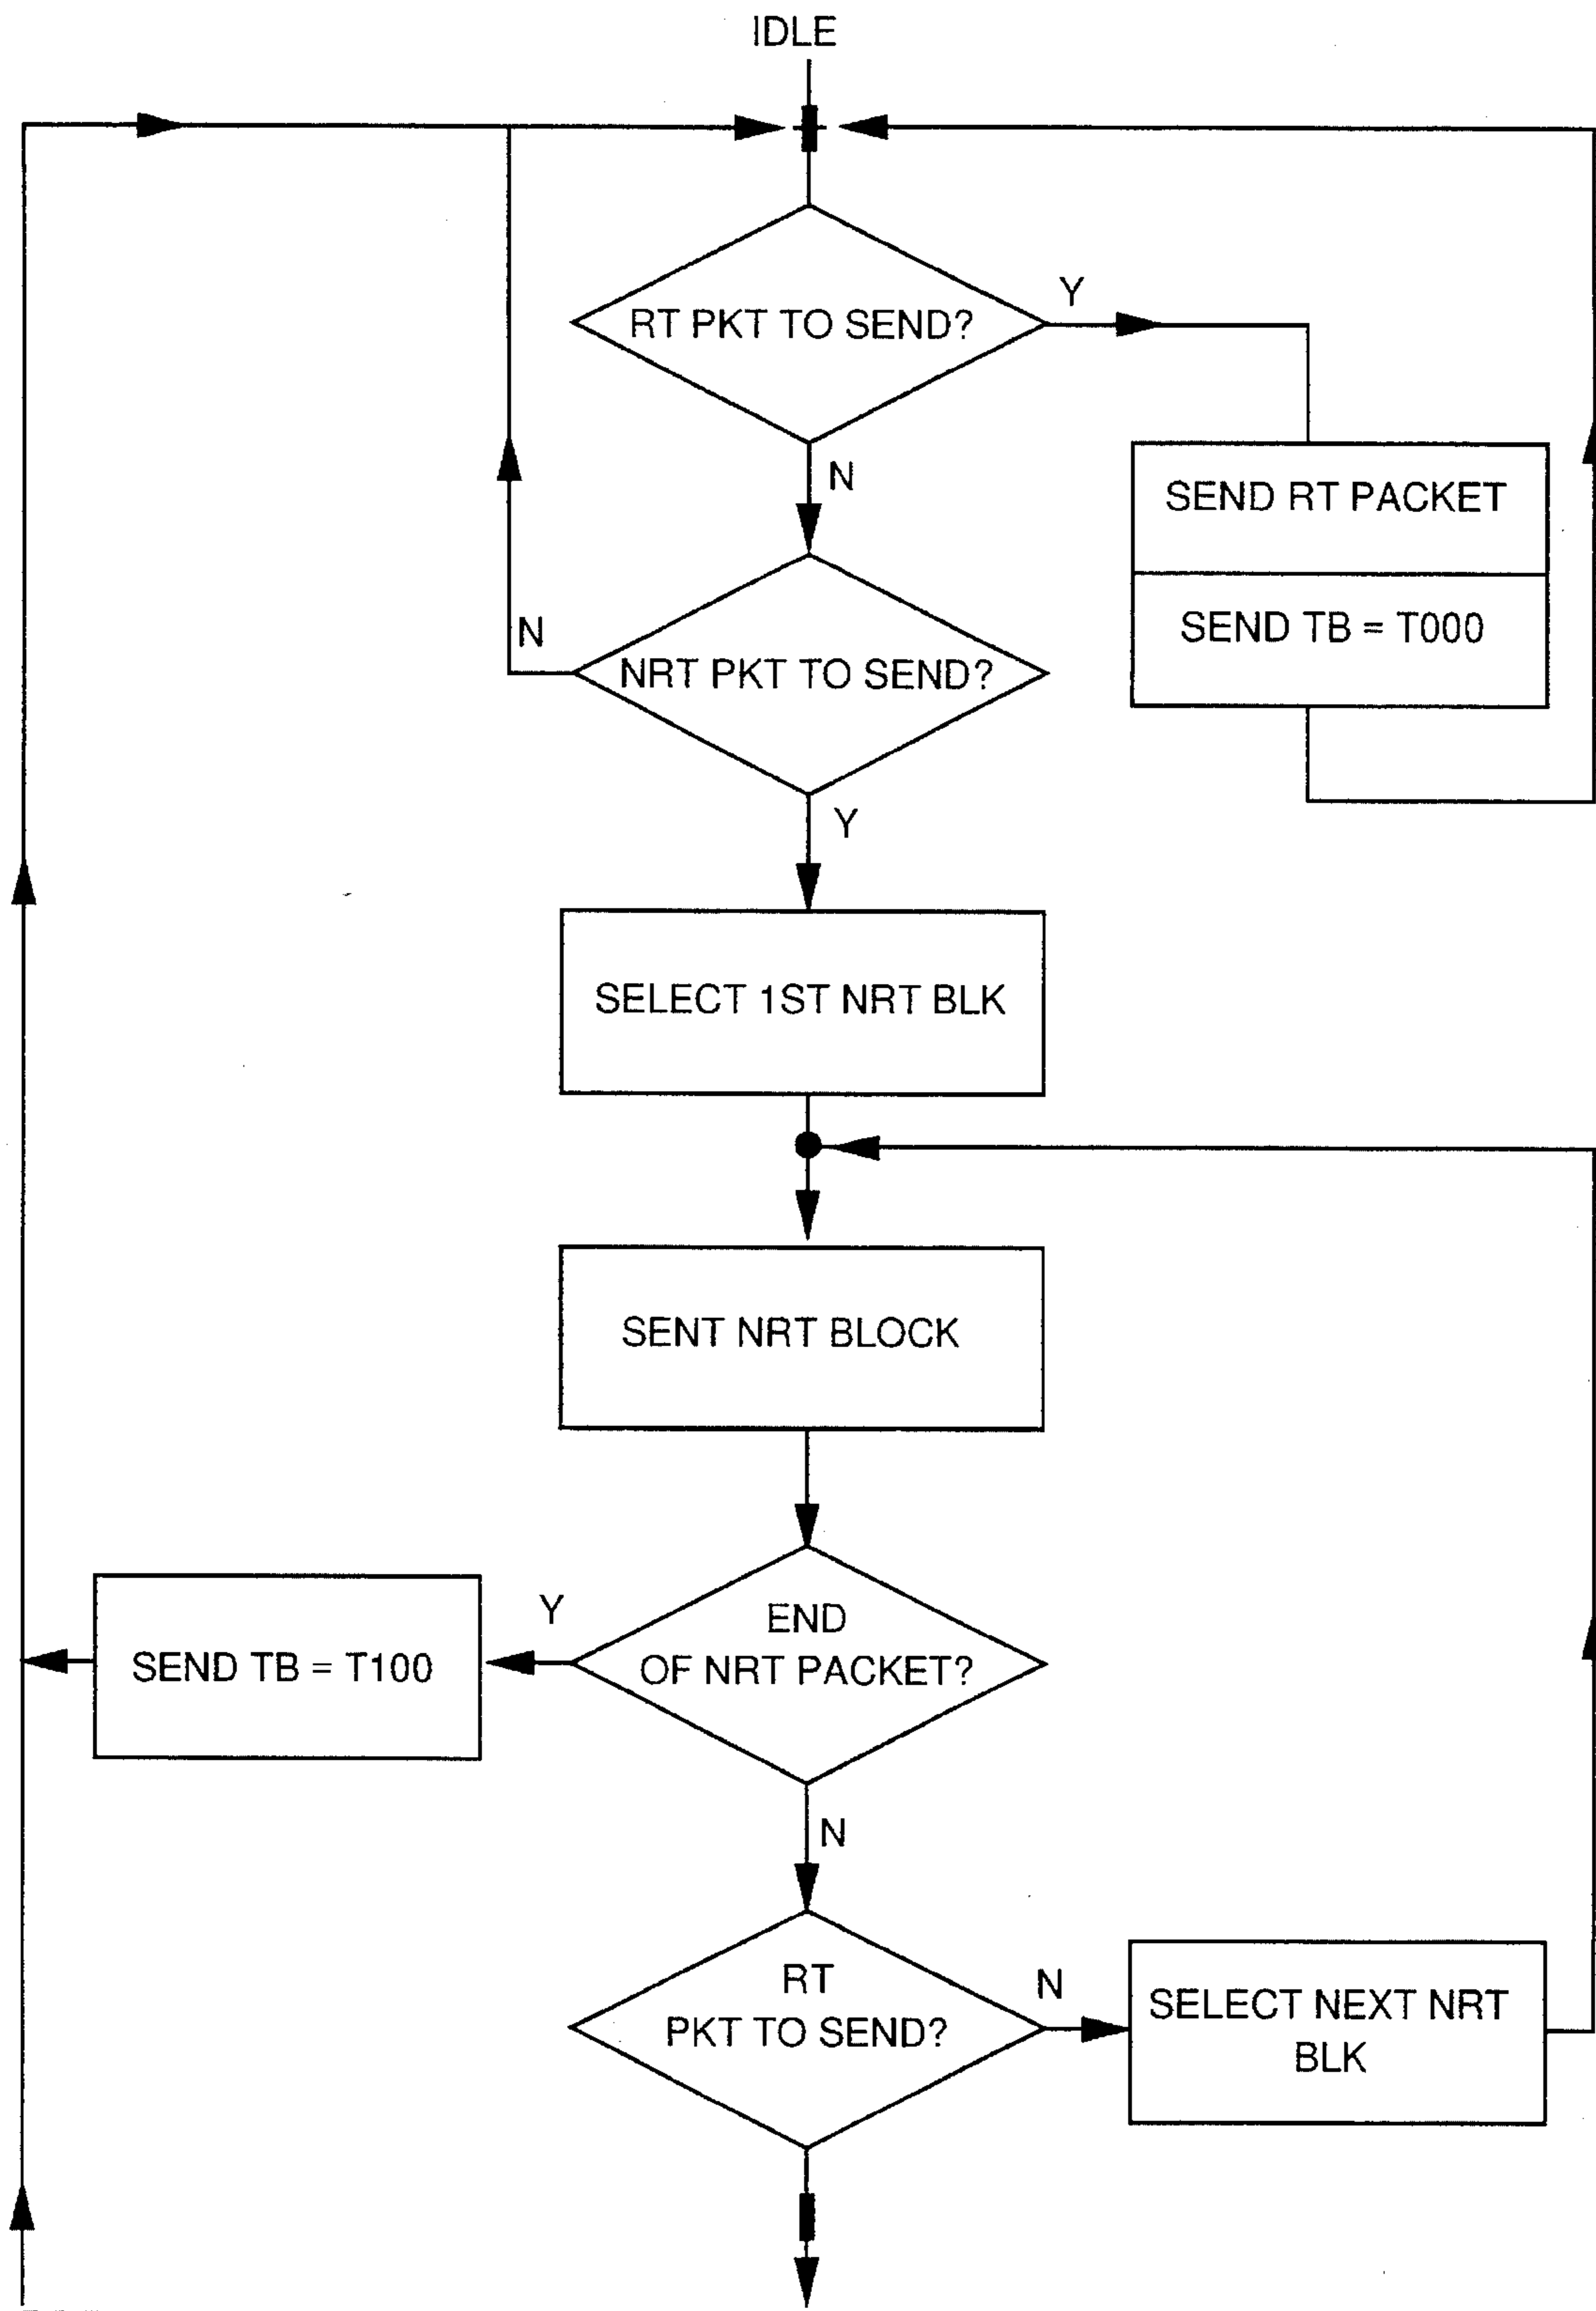 IDLE
RT PKT TO SEND?
Y
N
SEND RT PACKET
SEND TB = T000
N
NRT PKT TO SEND?
Y
SELECT 1ST NRT BLK
SENT NRT BLOCK
Y
END
OF NRT PACKET?
SEND TB = T100
N
RT
PKT TO SEND?
N
SELECT NEXT NRT
BLK